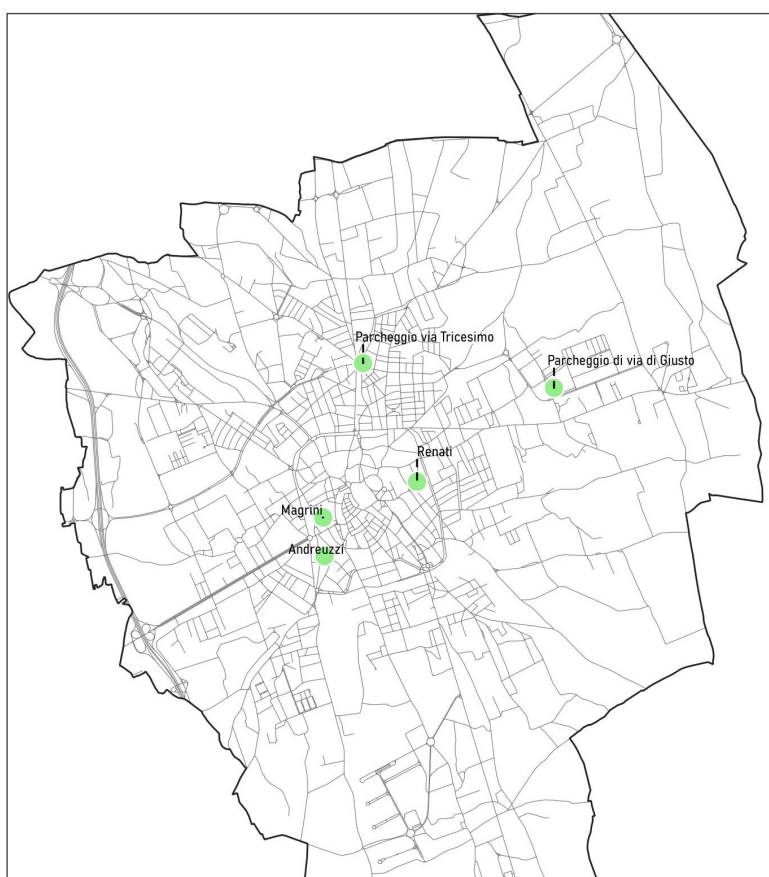 Parcheggio via Tricesimo
Parcheggio di via di Giusto
Renati
Magrini
Andreuzzi